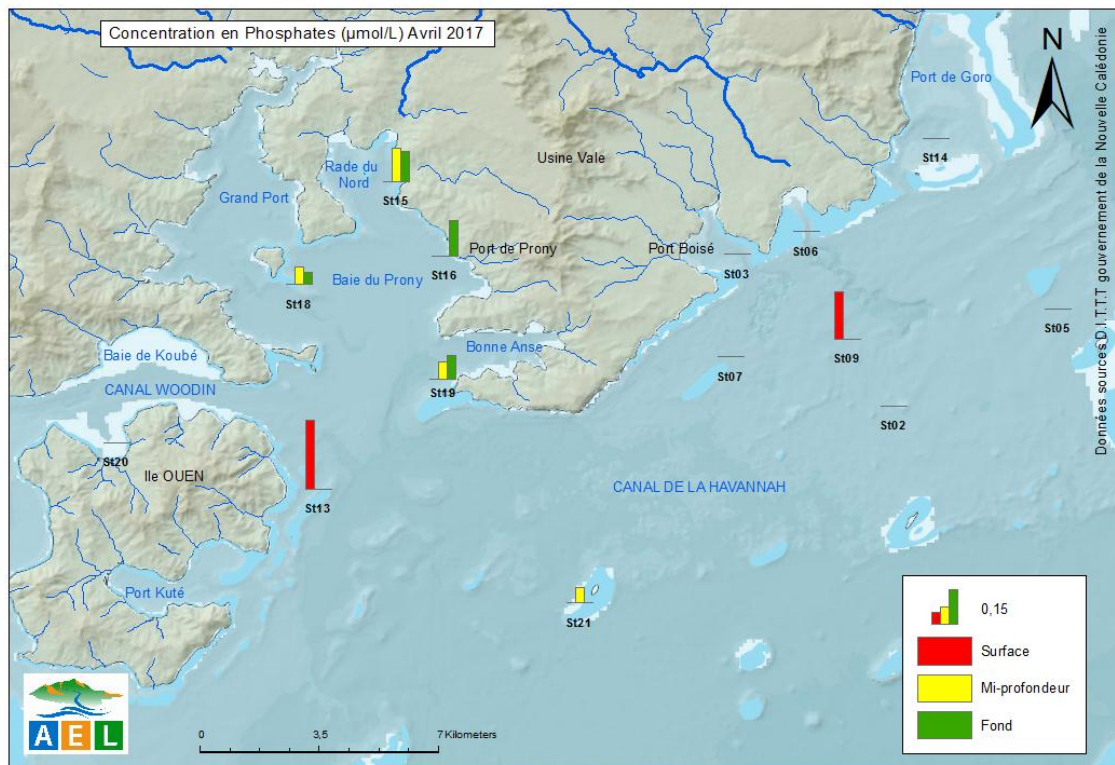 Concentration en Phosphates (µmol/L) Avril 2017
N
Port de Goro
St14
Usine Vale
Rade du
Nord
St15
Grand Port
Port de Prony
St16
Port Boisé
St06
St03
Baie du Prony
St18
St05
St09
Baie de Koubé
Bonne Anse
St07
CANAL WOODIN
St19
St02
St20
Ile OUEN
CANAL DE LA HAVANNAH
St13
Port Kuté
St21
Données sources D.I.T.T.T gouvernement de la Nouvelle Calédonie
0,15
Surface
Mi-profondeur
Fond
AEL
0 3,5 7 Kilometers